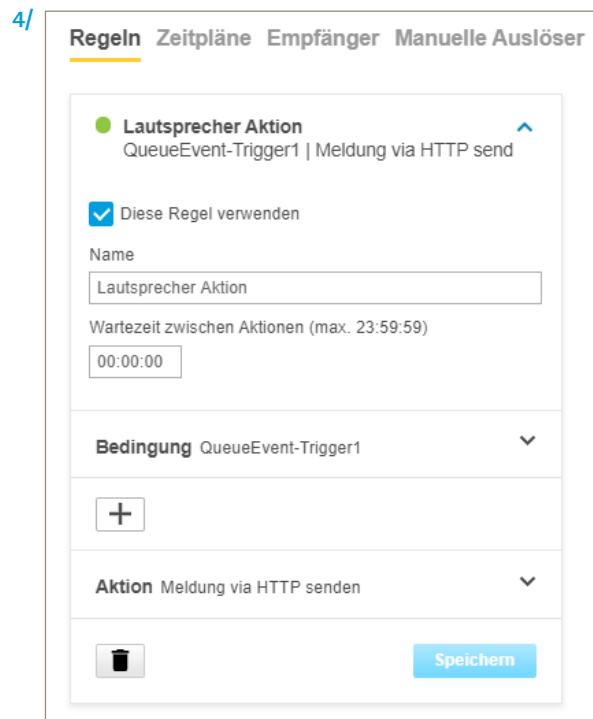 4/
Regeln Zeitpläne Empfänger Manuelle Auslöser
Lautsprecher Aktion
QueueEvent-Trigger1 | Meldung via HTTP send
Diese Regel verwenden
Name
Lautsprecher Aktion
Wartezeit zwischen Aktionen (max. 23:59:59)
00:00:00
Bedingung QueueEvent-Trigger1
Aktion Meldung via HTTP senden
Speichern